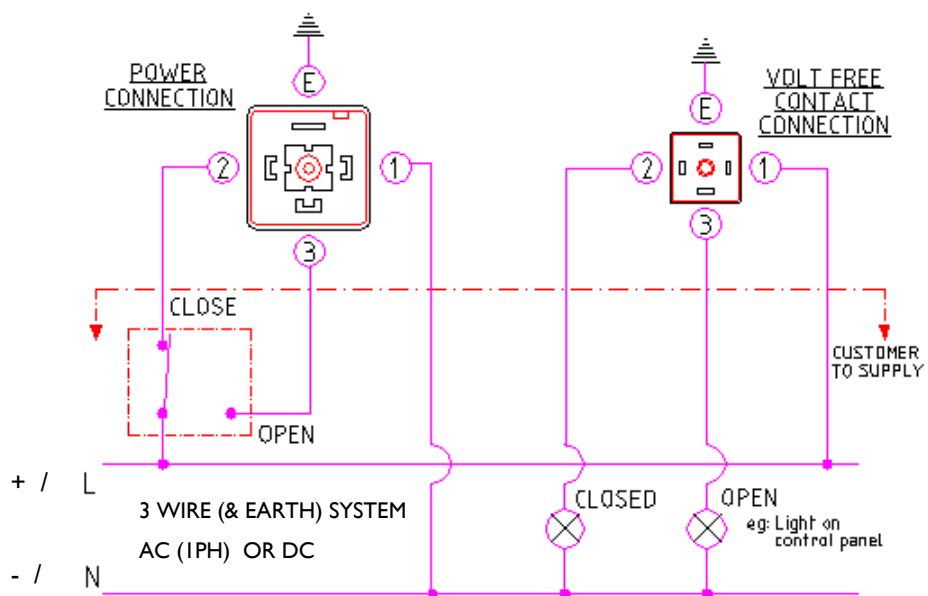 POWER
CONNECTION
E
2
1
3
VOLT FREE
CONTACT
CONNECTION
E
2
1
3
CLOSE
OPEN
CUSTOMER
TO SUPPLY
+ / L
3 WIRE (& EARTH) SYSTEM
AC (1PH) OR DC
- / N
CLOSED
OPEN
eg: Light on
control panel